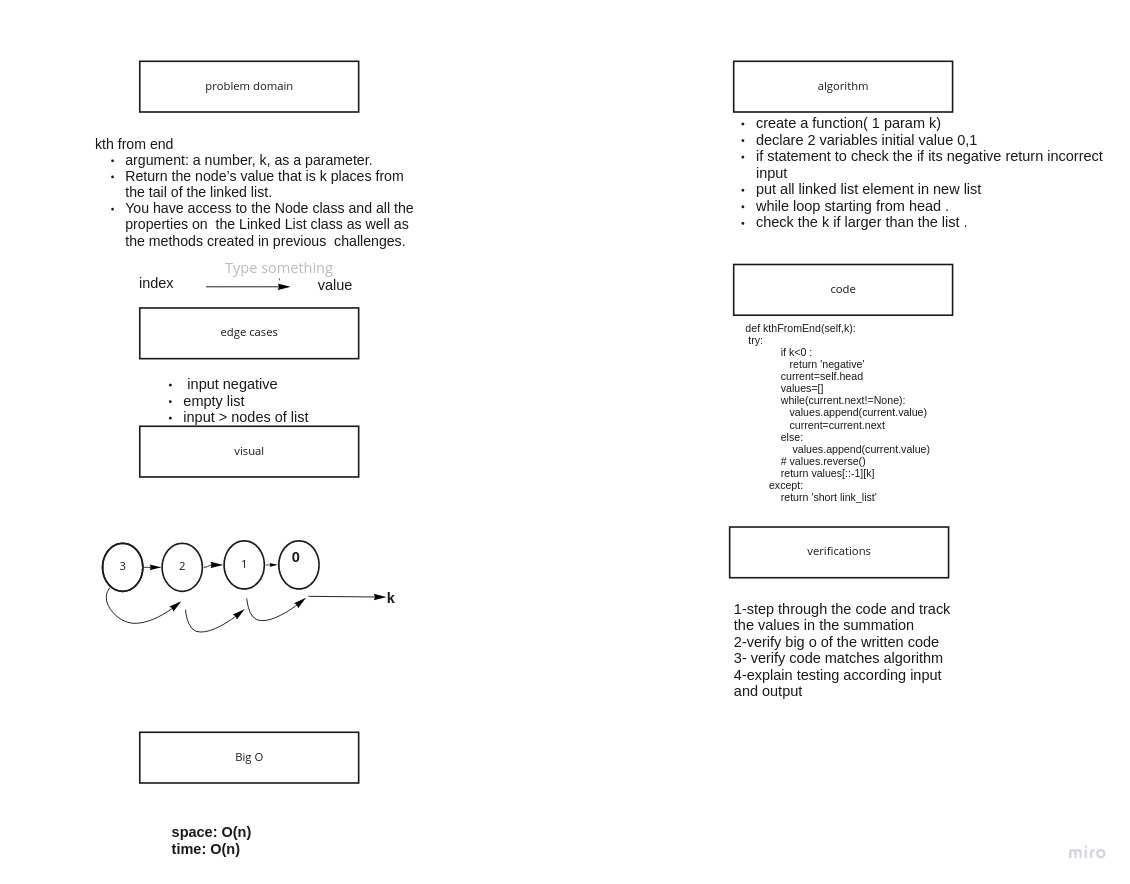 problem domain
kth from end
• argument: a number, k, as a parameter.
• Return the node’s value that is k places from
the tail of the linked list.
• You have access to the Node class and all the
properties on  the Linked List class as well as
the methods created in previous  challenges.
Type something
index
value
edge cases
• input negative
• empty list
• input > nodes of list
visual
3
2
1
0
k
Big O
space: O(n)
time: O(n)
algorithm
• create a function( 1 param k)
• declare 2 variables initial value 0,1
• if statement to check the if its negative return incorrect
input
• put all linked list element in new list
• while loop starting from head .
• check the k if larger than the list .
code
def kthFromEnd(self,k):
try:
if k<0 :
return 'negative'
current=self.head
values=[]
while(current.next!=None):
values.append(current.value)
current=current.next
else:
values.append(current.value)
# values.reverse()
return values[::-1][k]
except:
return 'short link_list'
verifications
1-step through the code and track
the values in the summation
2-verify big o of the written code
3- verify code matches algorithm
4-explain testing according input
and output
miro